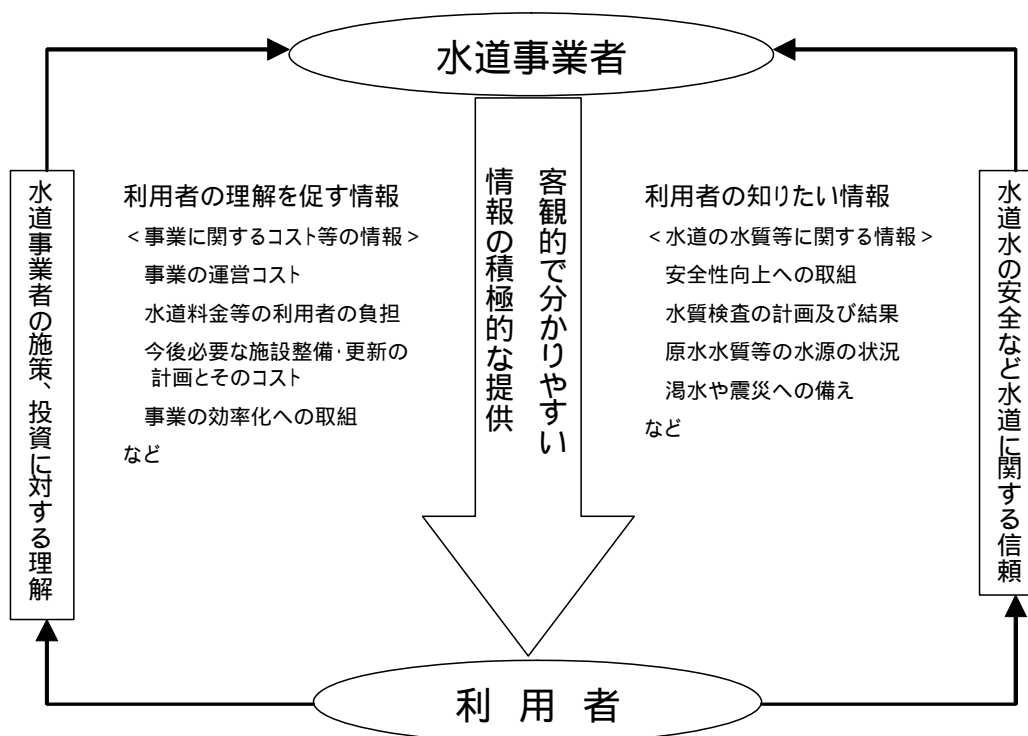 水道事業者
水道事業者の施策、投資に対する理解
利用者の理解を促す情報
＜事業に関するコスト等の情報＞
事業の運営コスト
水道料金等の利用者の負担
今後必要な施設整備・更新の
計画とそのコスト
事業の効率化への取組
など
客観的で分かりやすい
情報の積極的な提供
利用者の知りたい情報
＜水道の水質等に関する情報＞
安全性向上への取組
水質検査の計画及び結果
原水水質等の水源の状況
渇水や震災への備え
など
水道水の安全など水道に関する信頼
利用者